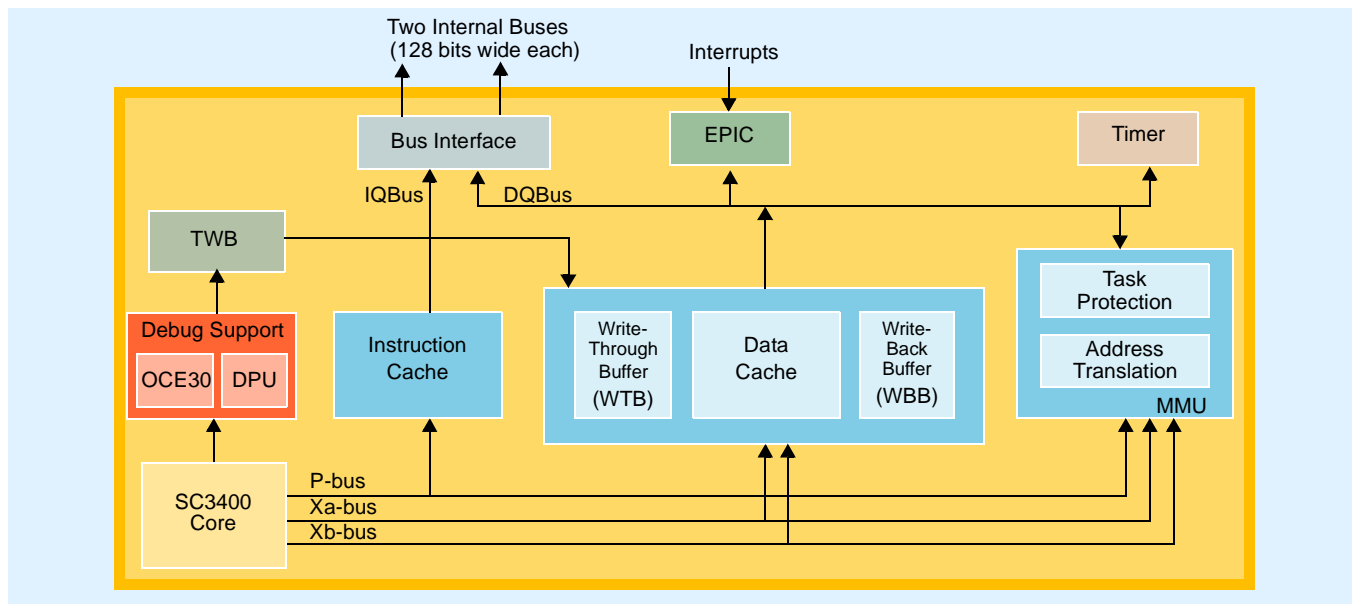 Two Internal Buses
(128 bits wide each)
Interrupts
Bus Interface
EPIC
Timer
IQBus
DQBus
TWB
Task
Protection
Address
Translation
MMU
Debug Support
OCE30
DPU
Instruction
Cache
Write-
Through
Buffer
(WTB)
Data
Cache
Write-
Back
Buffer
(WBB)
SC3400
Core
P-bus
Xa-bus
Xb-bus